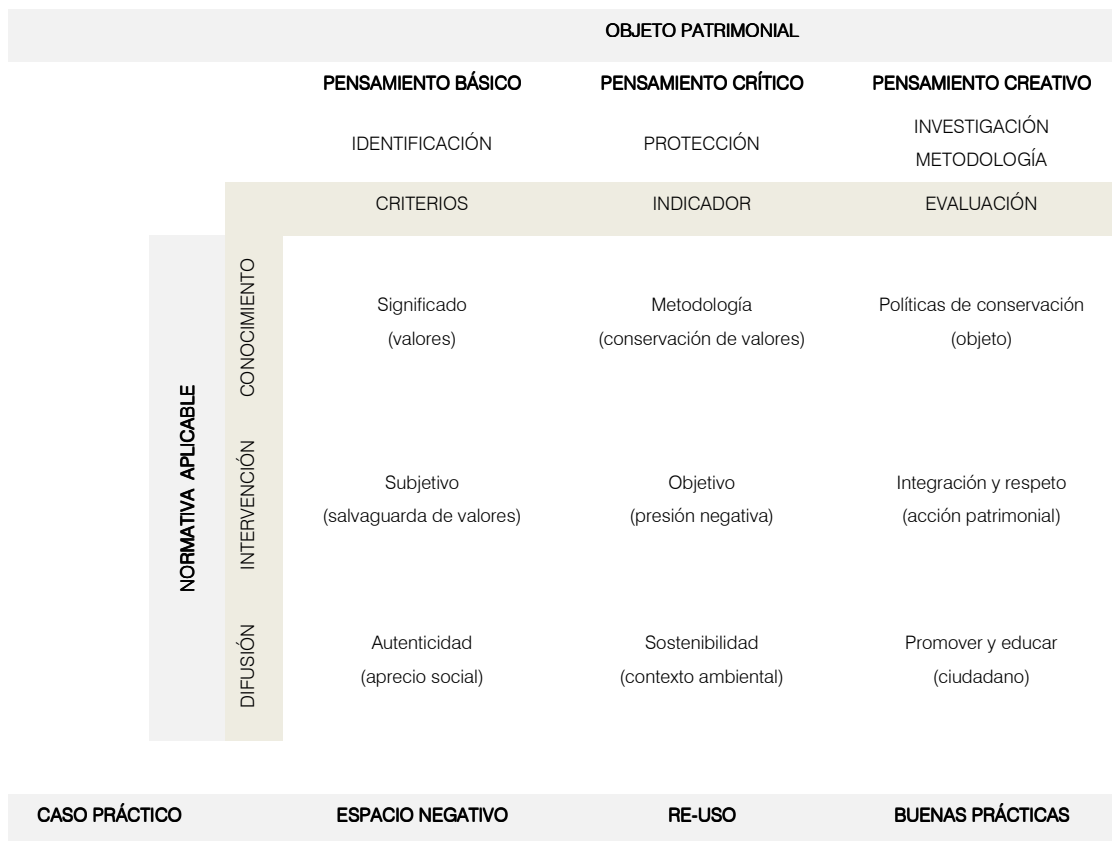 OBJETO PATRIMONIAL
PENSAMIENTO BÁSICO
PENSAMIENTO CRÍTICO
PENSAMIENTO CREATIVO
IDENTIFICACIÓN
PROTECCIÓN
INVESTIGACIÓN
METODOLOGÍA
CRITERIOS
INDICADOR
EVALUACIÓN
NORMATIVA APLICABLE
CONOCIMIENTO
Significado
(valores)
Metodología
(conservación de valores)
Políticas de conservación
(objeto)
INTERVENCIÓN
Subjetivo
(salvaguarda de valores)
Objetivo
(presión negativa)
Integración y respeto
(acción patrimonial)
DIFUSIÓN
Autenticidad
(aprecio social)
Sostenibilidad
(contexto ambiental)
Promover y educar
(ciudadano)
CASO PRÁCTICO
ESPACIO NEGATIVO
RE-USO
BUENAS PRÁCTICAS